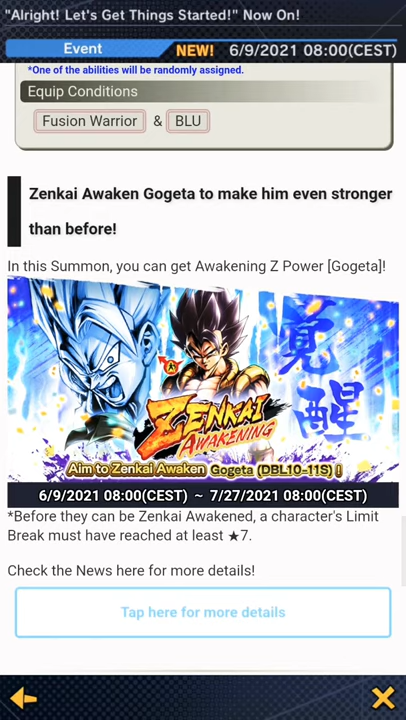 "Alright! Let's Get Things Started!" Now On!
Event NEW! 6/9/2021 08:00(CEST)
*One of the abilities will be randomly assigned.
Equip Conditions
Fusion Warrior & BLU
Zenkai Awaken Gogeta to make him even stronger
than before!
In this Summon, you can get Awakening Z Power [Gogeta]!
覚醒
ZENKAI
AWAKENING
Aim to Zenkai Awaken Gogeta (DBL10-11S) !
6/9/2021 08:00(CEST) ~ 7/27/2021 08:00(CEST)
*Before they can be Zenkai Awakened, a character's Limit
Break must have reached at least ★7.
Check the News here for more details!
Tap here for more details